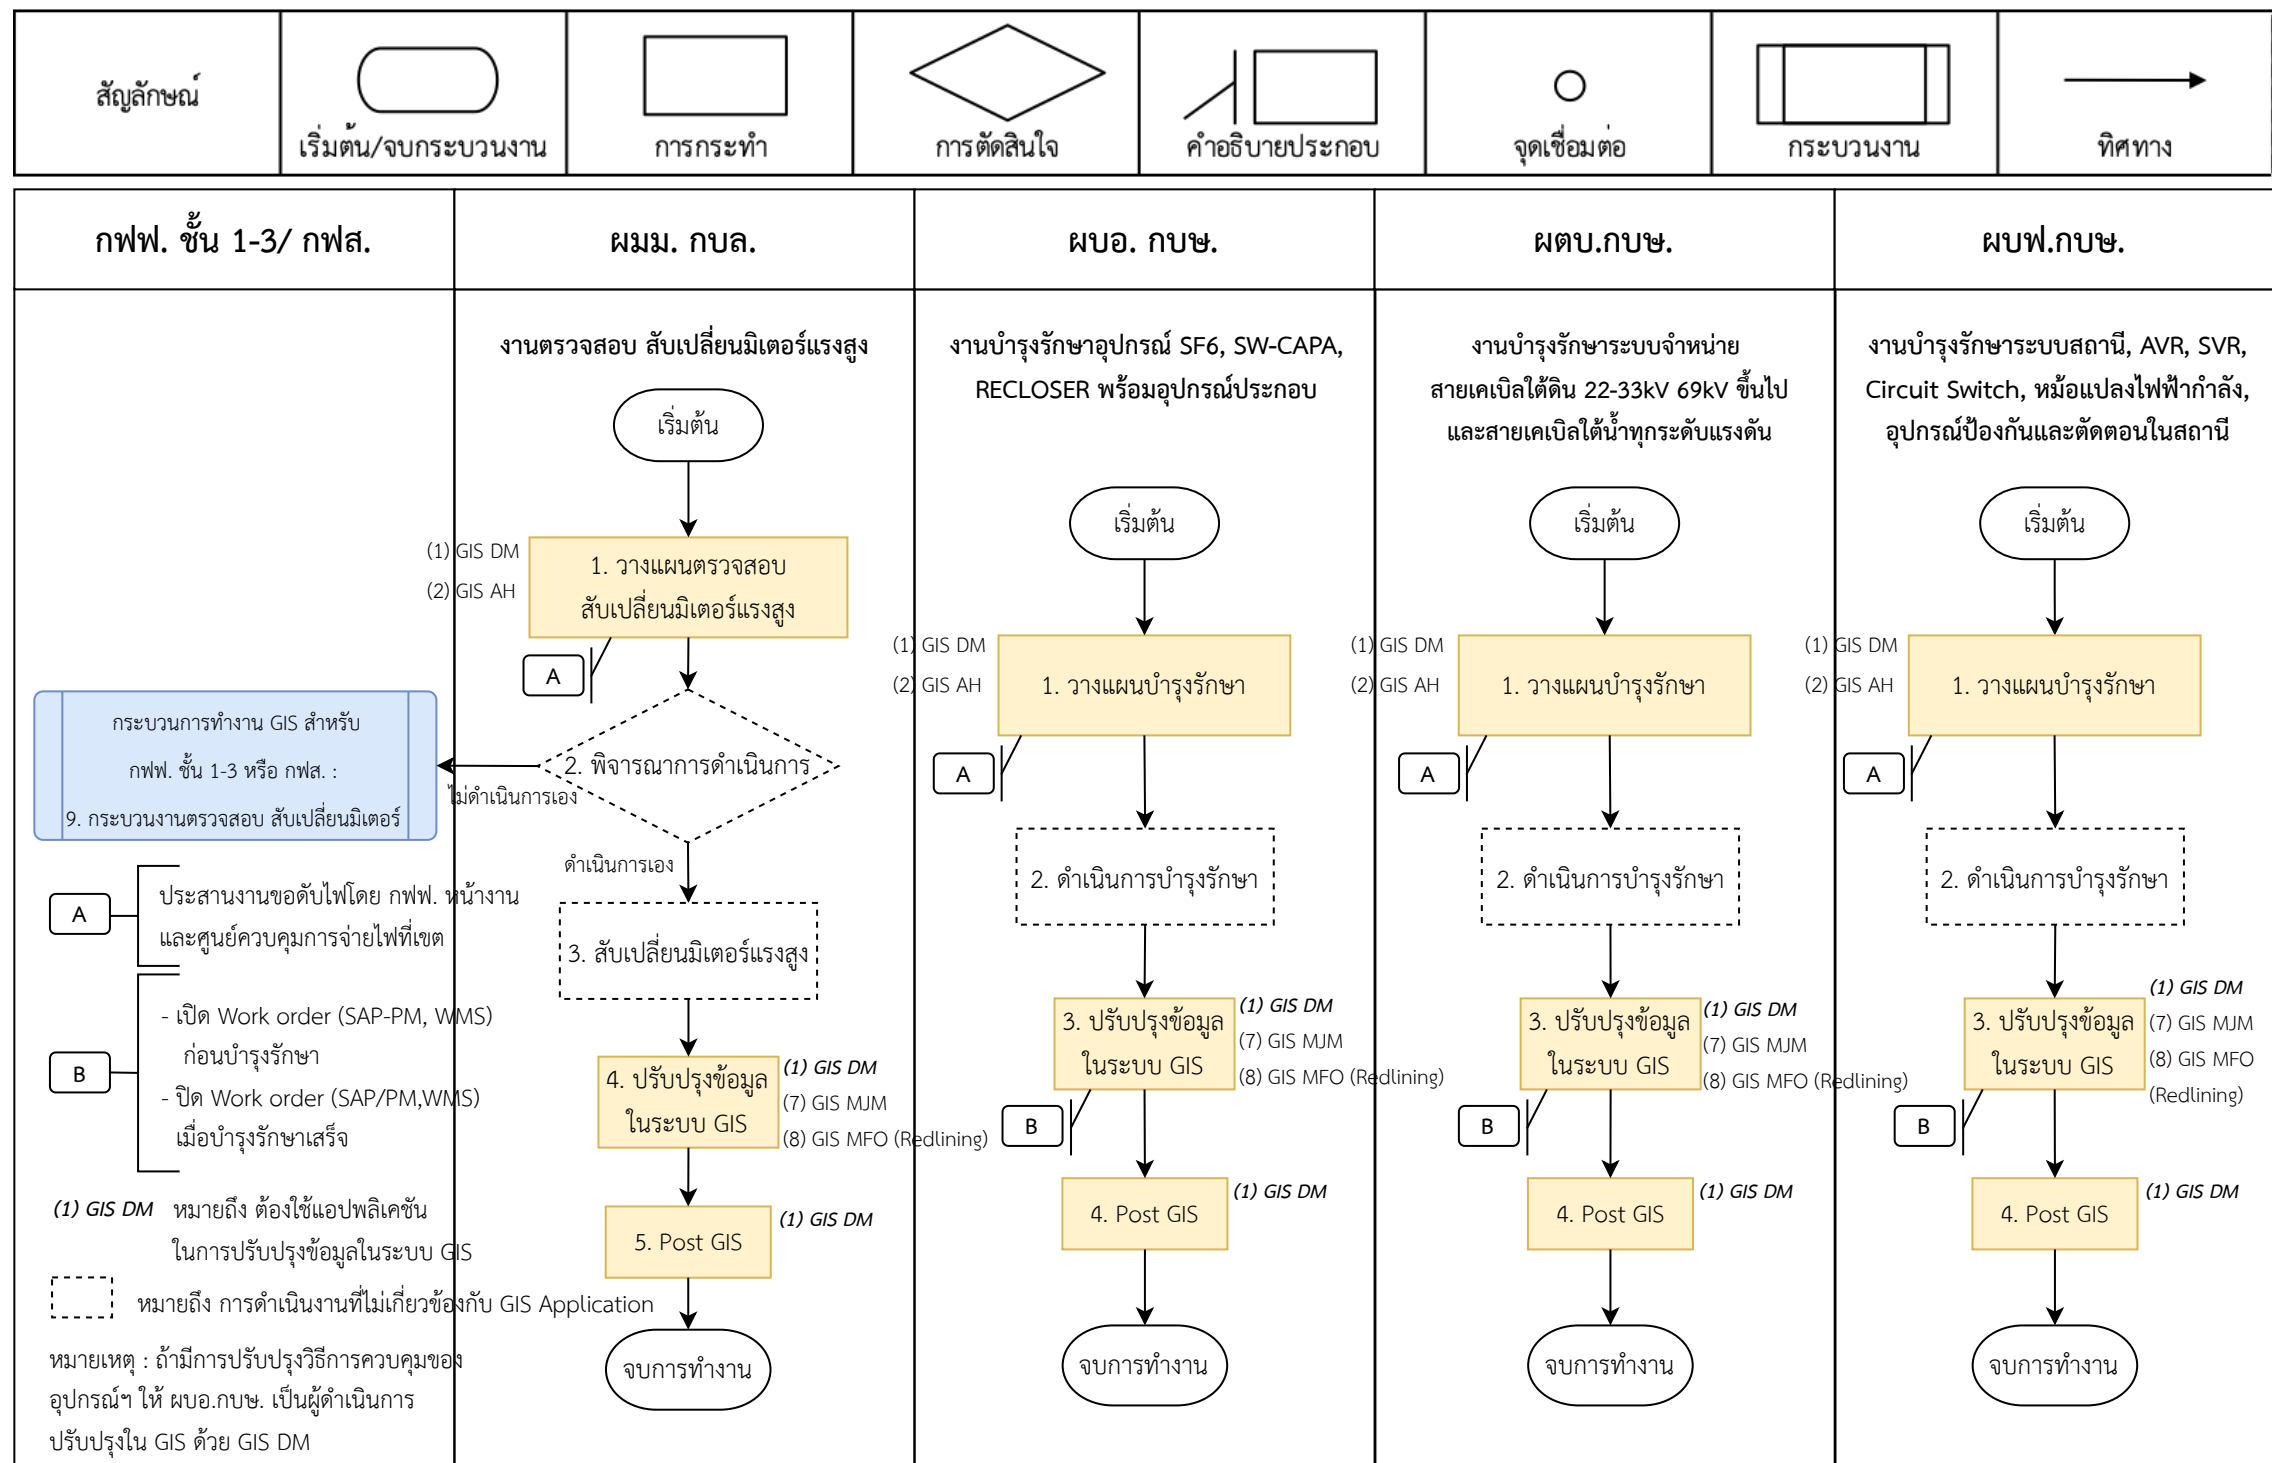 สัญลักษณ์
เริ่มต้น/จบกระบวนงาน
การกระทำ
การตัดสินใจ
คำอธิบายประกอบ
จุดเชื่อมต่อ
กระบวนงาน
ทิศทาง
กฟฟ. ชั้น 1-3/ กฟส.
ผมม. กบล.
ผบอ. กบษ.
ผตบ.กบษ.
ผบฟ.กบษ.
กระบวนการทำงาน GIS สำหรับ
กฟฟ. ชั้น 1-3 หรือ กฟส. :
9. กระบวนงานตรวจสอบ สับเปลี่ยนมิเตอร์
A
ประสานงานขอดับไฟโดย กฟฟ. หน้างาน
และศูนย์ควบคุมการจ่ายไฟที่เขต
B
- เปิด Work order (SAP-PM, WMS)
ก่อนบำรุงรักษา
- ปิด Work order (SAP/PM,WMS)
เมื่อบำรุงรักษาเสร็จ
(1) GIS DM หมายถึง ต้องใช้แอปพลิเคชัน
ในการปรับปรุงข้อมูลในระบบ GIS
หมายถึง การดำเนินงานที่ไม่เกี่ยวข้องกับ GIS Application
หมายเหตุ : ถ้ามีการปรับปรุงวิธีการควบคุมของ
อุปกรณ์ฯ ให้ ผบอ.กบษ. เป็นผู้ดำเนินการ
ปรับปรุงใน GIS ด้วย GIS DM
งานตรวจสอบ สับเปลี่ยนมิเตอร์แรงสูง
เริ่มต้น
(1) GIS DM
(2) GIS AH
1. วางแผนตรวจสอบ
สับเปลี่ยนมิเตอร์แรงสูง
A
2. พิจารณาการดำเนินการ
ไม่ดำเนินการเอง
ดำเนินการเอง
3. สับเปลี่ยนมิเตอร์แรงสูง
4. ปรับปรุงข้อมูล
ในระบบ GIS
(1) GIS DM
(7) GIS MJM
(8) GIS MFO (Redlining)
5. Post GIS
(1) GIS DM
จบการทำงาน
งานบำรุงรักษาอุปกรณ์ SF6, SW-CAPA,
RECLOSER พร้อมอุปกรณ์ประกอบ
เริ่มต้น
(1) GIS DM
(2) GIS AH
1. วางแผนบำรุงรักษา
A
2. ดำเนินการบำรุงรักษา
3. ปรับปรุงข้อมูล
ในระบบ GIS
(1) GIS DM
(7) GIS MJM
(8) GIS MFO (Redlining)
B
4. Post GIS
(1) GIS DM
จบการทำงาน
งานบำรุงรักษาระบบจำหน่าย
สายเคเบิลใต้ดิน 22-33kV 69kV ขึ้นไป
และสายเคเบิลใต้น้ำทุกระดับแรงดัน
เริ่มต้น
(1) GIS DM
(2) GIS AH
1. วางแผนบำรุงรักษา
A
2. ดำเนินการบำรุงรักษา
3. ปรับปรุงข้อมูล
ในระบบ GIS
(1) GIS DM
(7) GIS MJM
(8) GIS MFO (Redlining)
B
4. Post GIS
(1) GIS DM
จบการทำงาน
งานบำรุงรักษาระบบสถานี, AVR, SVR,
Circuit Switch, หม้อแปลงไฟฟ้ากำลัง,
อุปกรณ์ป้องกันและตัดตอนในสถานี
เริ่มต้น
(1) GIS DM
(2) GIS AH
1. วางแผนบำรุงรักษา
A
2. ดำเนินการบำรุงรักษา
3. ปรับปรุงข้อมูล
ในระบบ GIS
(1) GIS DM
(7) GIS MJM
(8) GIS MFO
(Redlining)
B
4. Post GIS
(1) GIS DM
จบการทำงาน